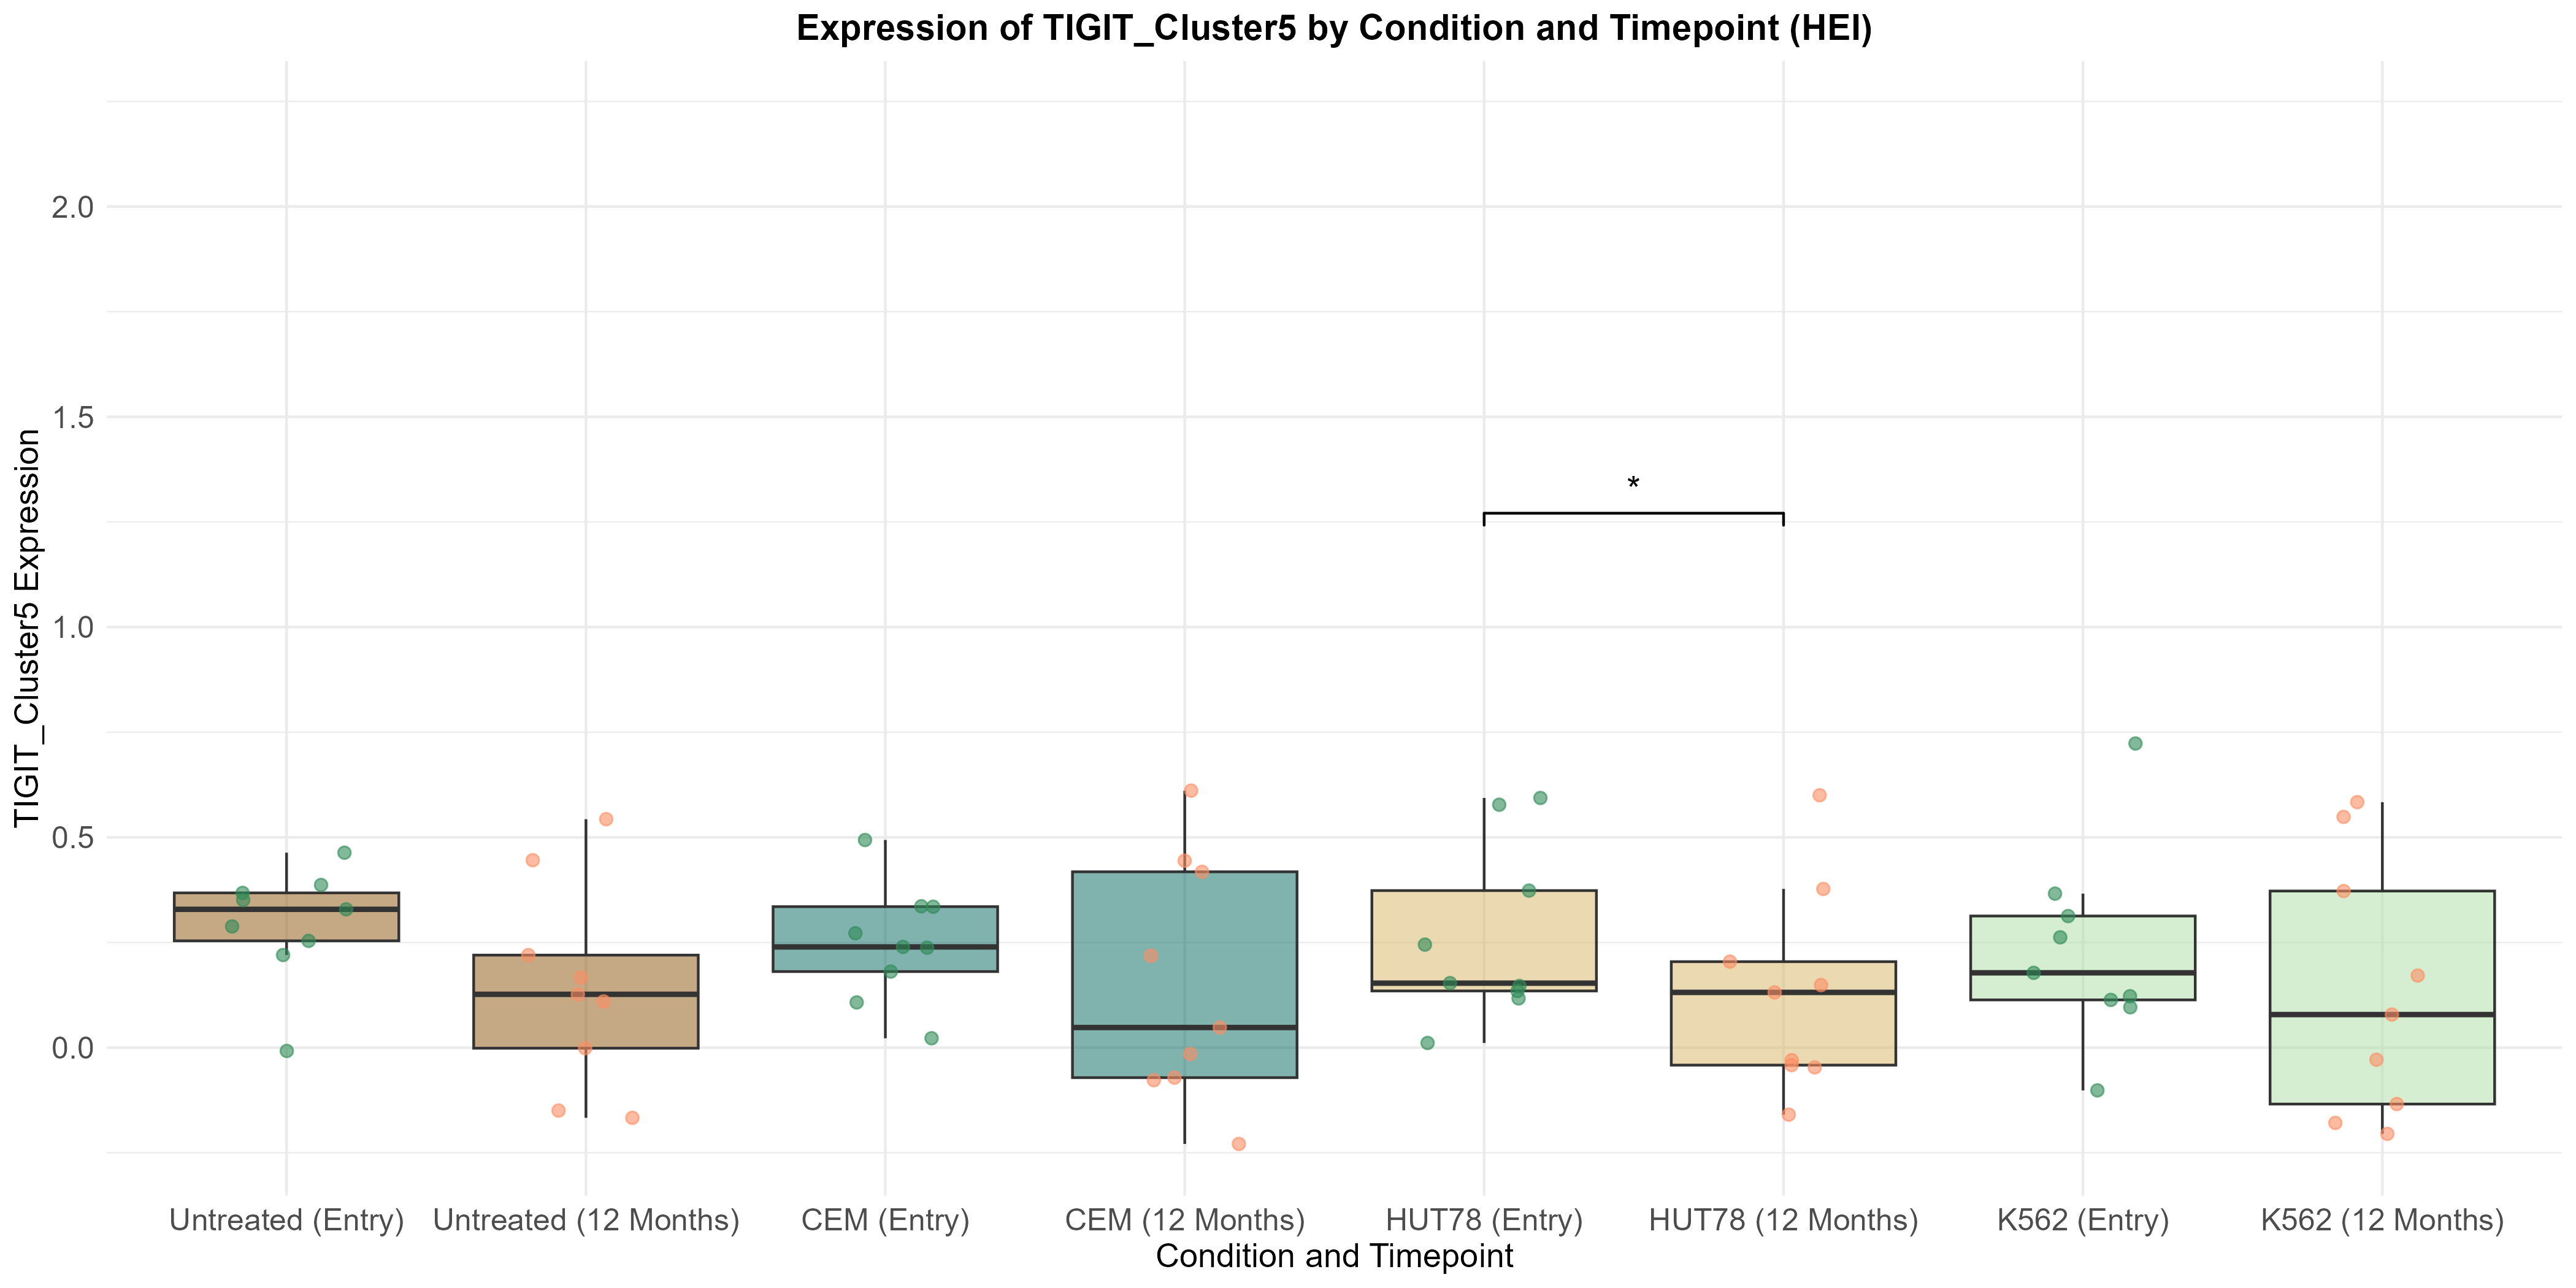 Expression of TIGIT_Cluster5 by Condition and Timepoint (HEI)
TIGIT_Cluster5 Expression
2.0
1.5
*
1.0
0.5
0.0
Untreated (Entry) Untreated (12 Months) CEM (Entry) CEM (12 Months) HUT78 (Entry) HUT78 (12 Months) K562 (Entry) K562 (12 Months)
Condition and Timepoint